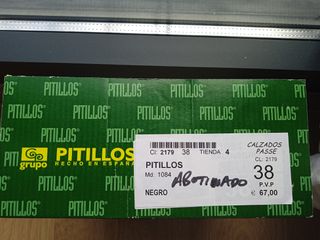 PITILLOS PITILLOS PITILLOS PITILLOS
grupo PITILLOS
HECHO EN ESPAÑA
Cl: 2179 38 TIENDA 4
CALZADOS
PASSE
CL: 2179
PITILLOS
Md: 1084
ABOTINADO
38
P.V.P
NEGRO
€ 67,00